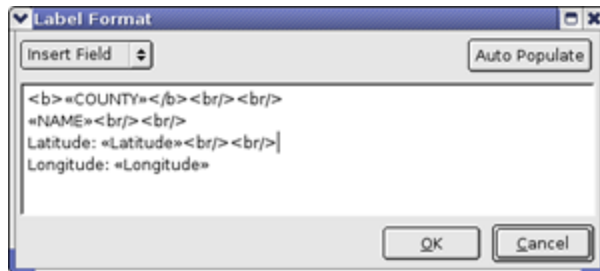 Label Format
Insert Field
Auto Populate
<b>«COUNTY»</b><br/><br/>
«NAME»<br/><br/>
Latitude: «Latitude»<br/><br/>
Longitude: «Longitude»
OK
Cancel